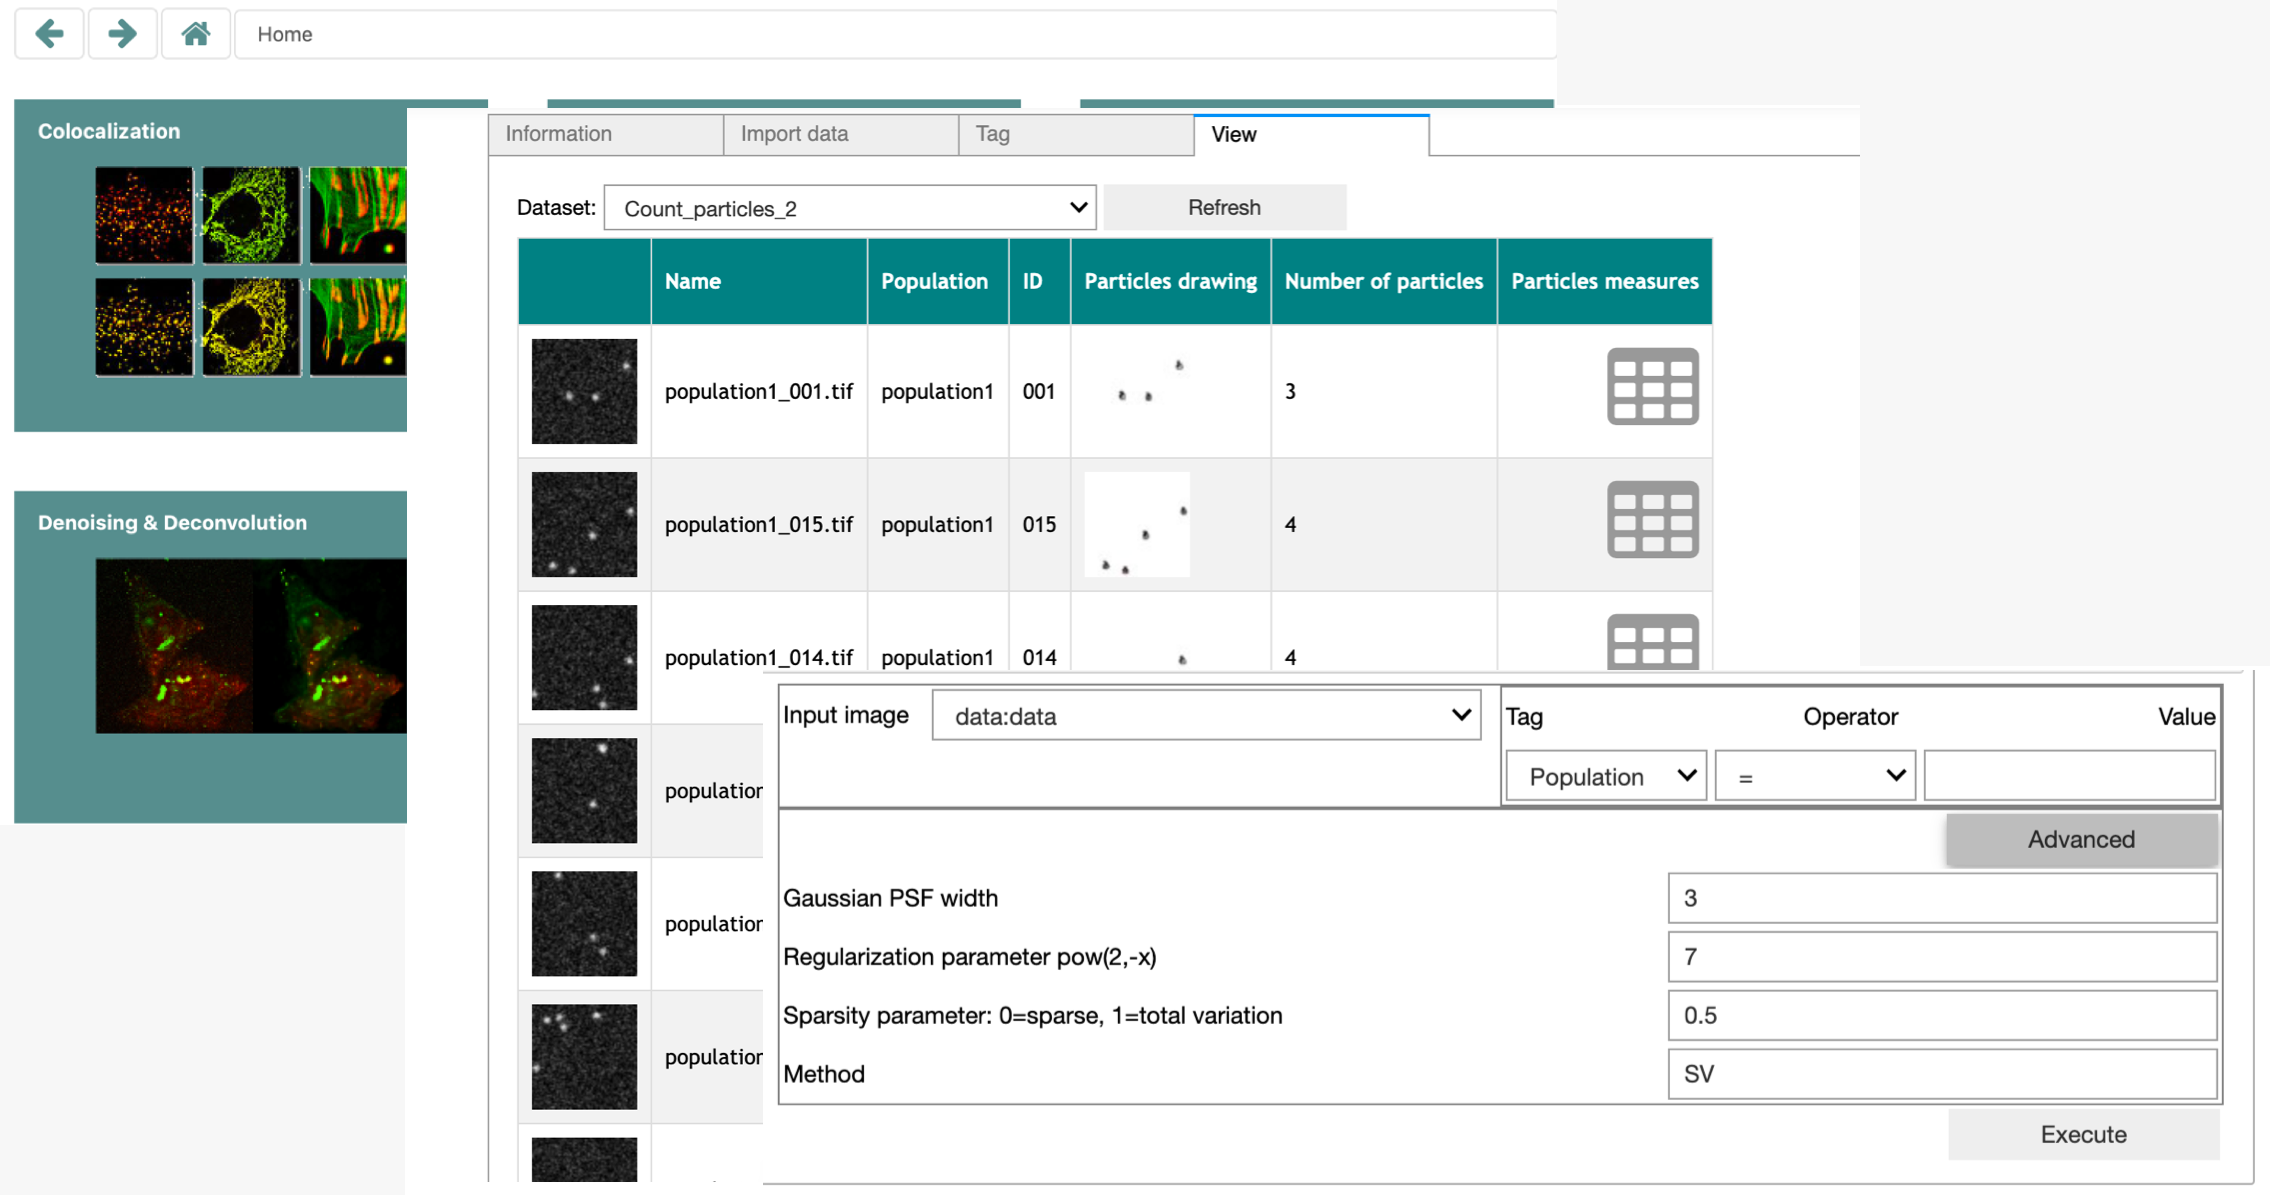 Home
Colocalization
Information Import data Tag View
Dataset: Count_particles_2 Refresh
Name Population ID Particles drawing Number of particles Particles measures
population1_001.tif population1 001 3
Denoising & Deconvolution
population1_015.tif population1 015 4
population1_014.tif population1 014 4
Input image data:data Tag Operator Value
Population =
population
Advanced
Gaussian PSF width 3
population
Regularization parameter pow(2,-x) 7
Sparsity parameter: 0=sparse, 1=total variation 0.5
population
Method SV
Execute